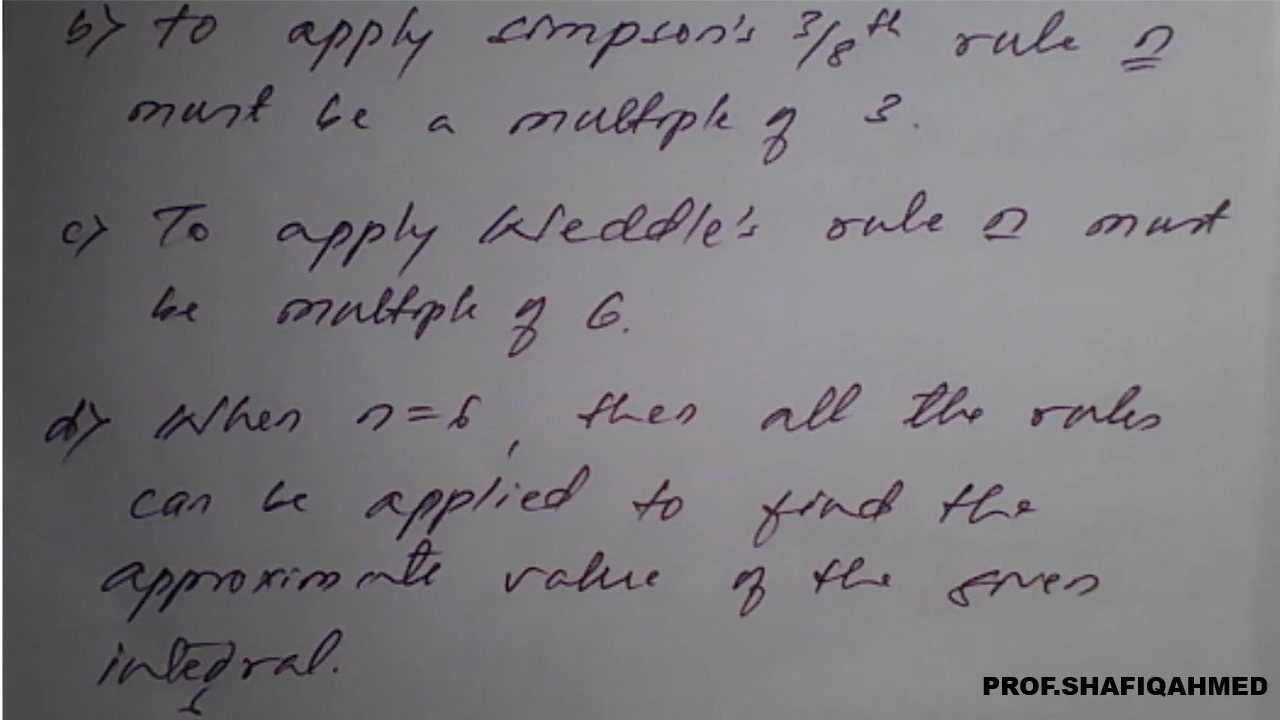 b) To apply simpson's 3/8th rule n
must be a multiple of 3.
c) To apply Weddle's rule n must
be multiple of 6.
d) When n=6, then all the rules
can be applied to find the
approximate value of the given
integral.
PROF.SHAFIQAHMED